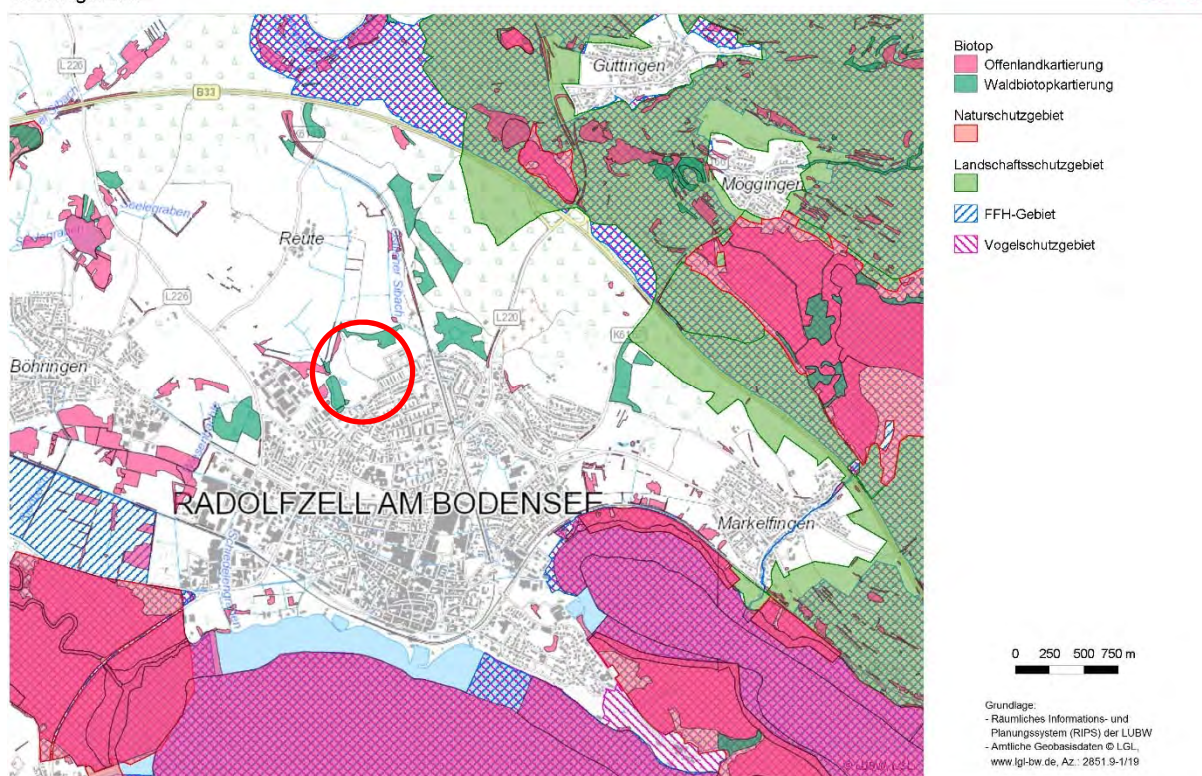 L226
B33
Güttingen
Möggingen
Reute
L226
L220
Böhringen
RADOLFZELL AM BODENSEE
Markelfingen
Biotop
Offenlandkartierung
Waldbiotopkartierung
Naturschutzgebiet
Landschaftsschutzgebiet
FFH-Gebiet
Vogelschutzgebiet
0 250 500 750 m
Grundlage:
- Räumliches Informations- und
Planungssystem (RIPS) der LUBW
- Amtliche Geobasisdaten © LGL,
www.lgl-bw.de, Az.: 2851.9-1/19